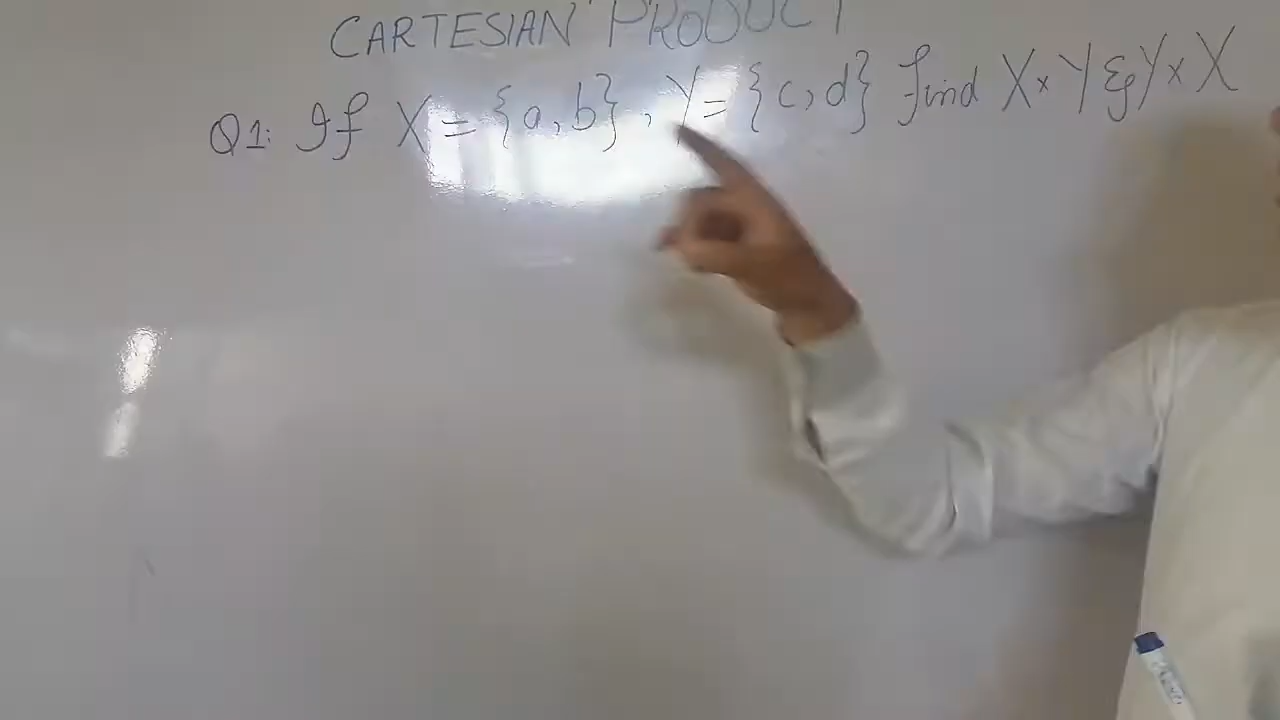 CARTESIAN PRODUCT
Q1: If X = {a, b}, Y = {c, d} find X × Y & Y × X